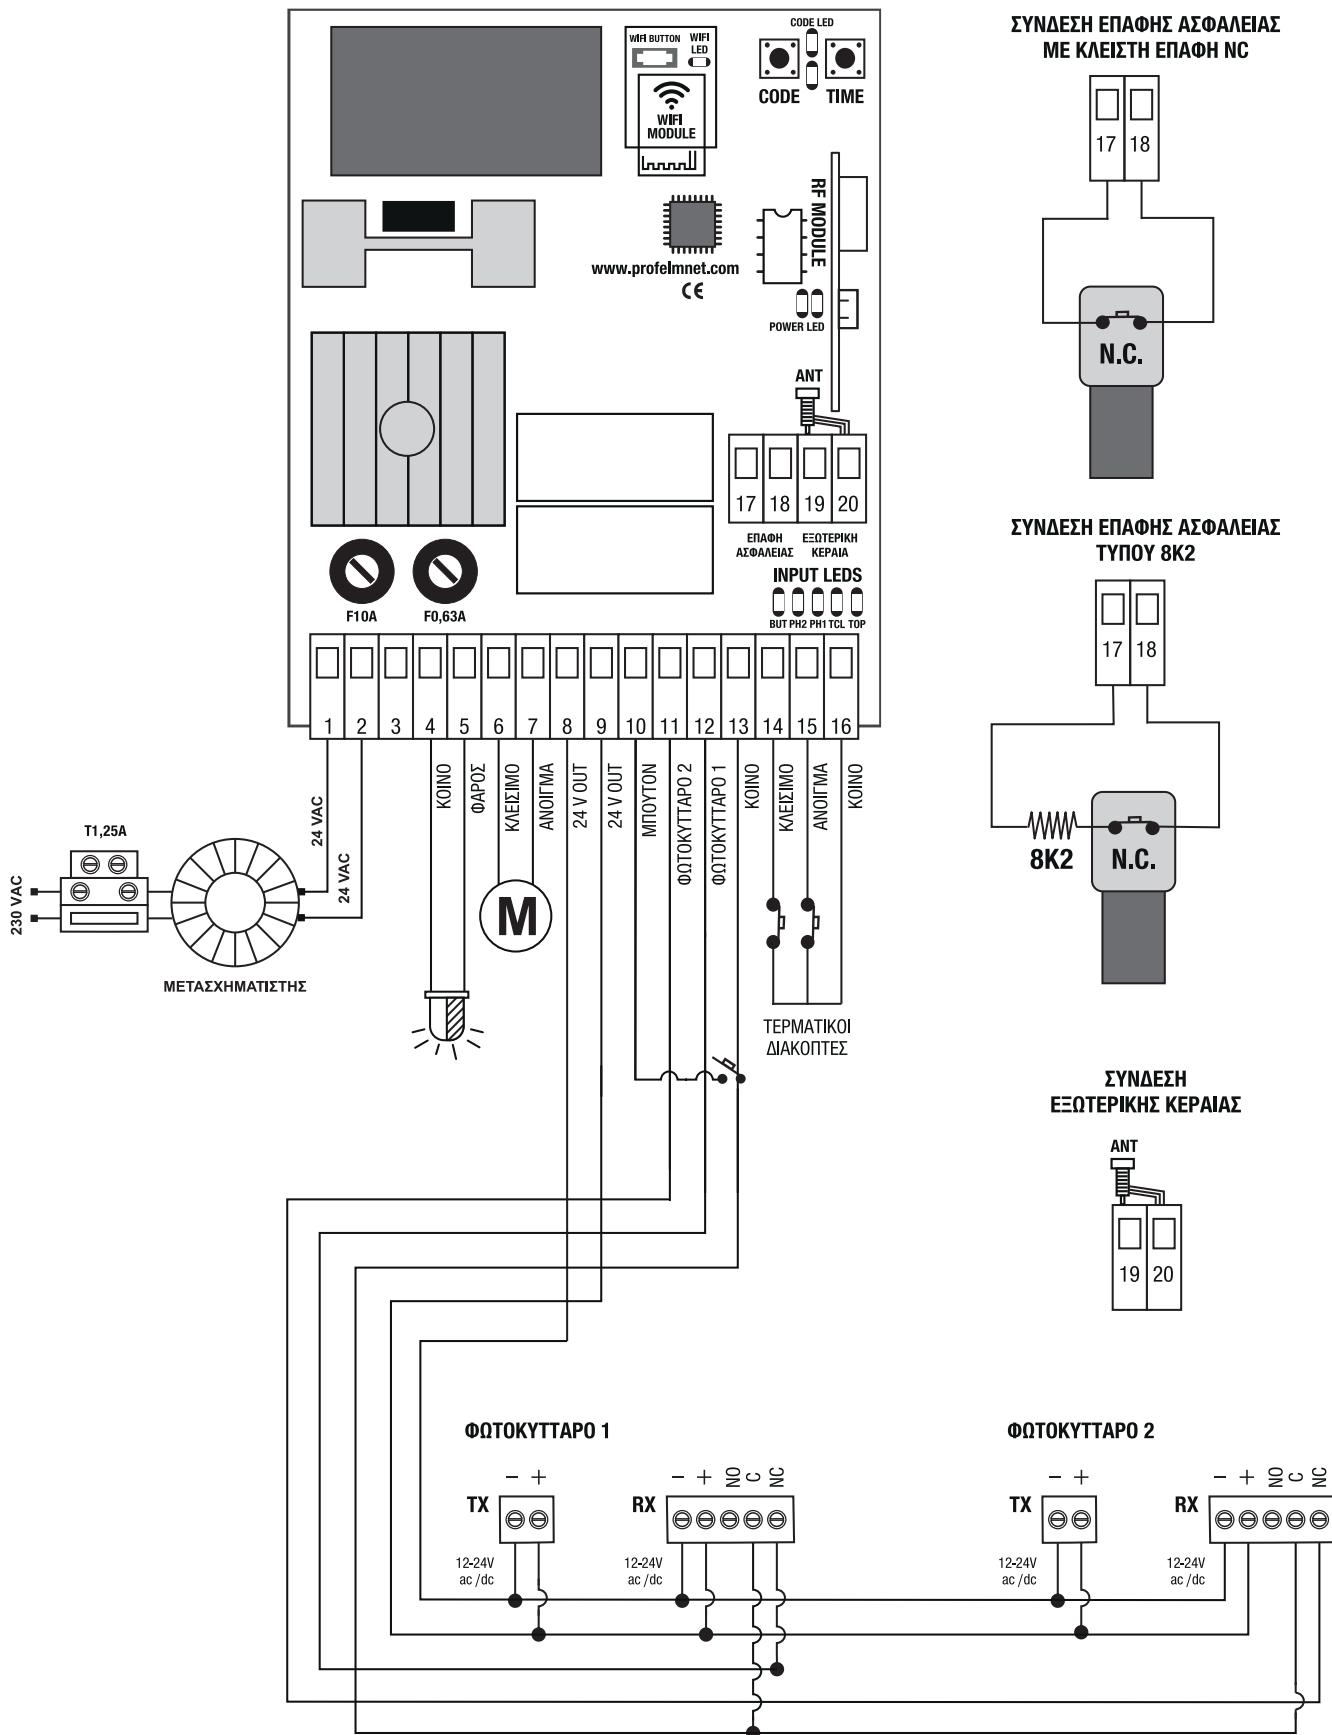 WIFI BUTTON
WIFI
LED
WIFI
MODULE
CODE LED
CODE
TIME
RF MODULE
www.profelmnet.com
CE
POWER LED
ANT
17 18 19 20
ΕΠΑΦΗ
ΑΣΦΑΛΕΙΑΣ
ΕΞΩΤΕΡΙΚΗ
ΚΕΡΑΙΑ
INPUT LEDS
BUT PH2 PH1 TCL TOP
F10A
F0,63A
1 2 3 4 5 6 7 8 9 10 11 12 13 14 15 16
24 VAC
24 VAC
ΚΟΙΝΟ
ΦΑΡΟΣ
ΚΛΕΙΣΙΜΟ
ΑΝΟΙΓΜΑ
24 V OUT
24 V OUT
ΜΠΟΥΤΟΝ
ΦΩΤΟΚΥΤΤΑΡΟ 2
ΦΩΤΟΚΥΤΤΑΡΟ 1
ΚΟΙΝΟ
ΚΛΕΙΣΙΜΟ
ΑΝΟΙΓΜΑ
ΚΟΙΝΟ
T1,25A
230 VAC
ΜΕΤΑΣΧΗΜΑΤΙΣΤΗΣ
M
ΤΕΡΜΑΤΙΚΟΙ
ΔΙΑΚΟΠΤΕΣ
ΣΥΝΔΕΣΗ ΕΠΑΦΗΣ ΑΣΦΑΛΕΙΑΣ
ΜΕ ΚΛΕΙΣΤΗ ΕΠΑΦΗ NC
17 18
N.C.
ΣΥΝΔΕΣΗ ΕΠΑΦΗΣ ΑΣΦΑΛΕΙΑΣ
ΤΥΠΟΥ 8K2
17 18
8K2
N.C.
ΣΥΝΔΕΣΗ
ΕΞΩΤΕΡΙΚΗΣ ΚΕΡΑΙΑΣ
ANT
19 20
ΦΩΤΟΚΥΤΤΑΡΟ 1
TX
− +
12-24V
ac /dc
RX
− + NO C NC
12-24V
ac /dc
ΦΩΤΟΚΥΤΤΑΡΟ 2
TX
− +
12-24V
ac /dc
RX
− + NO C NC
12-24V
ac /dc